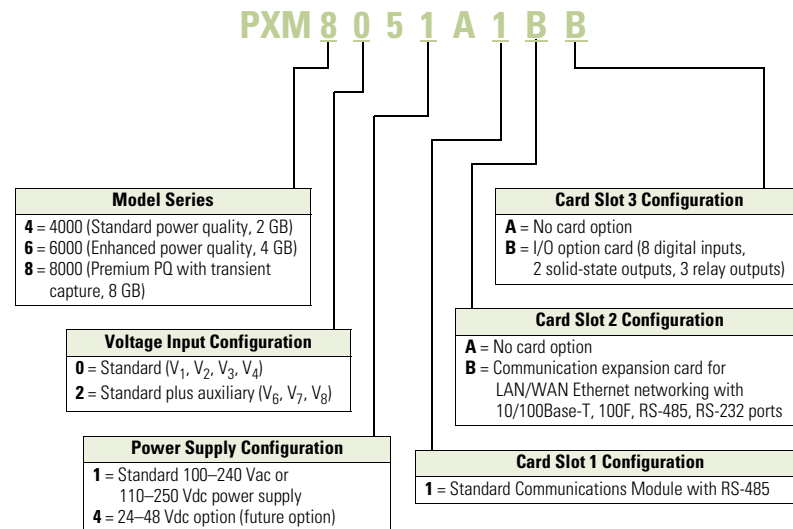 PXM 8 0 5 1 A 1 B B
Model Series
4 = 4000 (Standard power quality, 2 GB)
6 = 6000 (Enhanced power quality, 4 GB)
8 = 8000 (Premium PQ with transient
capture, 8 GB)
Voltage Input Configuration
0 = Standard (V1, V2, V3, V4)
2 = Standard plus auxiliary (V6, V7, V8)
Power Supply Configuration
1 = Standard 100–240 Vac or
110–250 Vdc power supply
4 = 24–48 Vdc option (future option)
Card Slot 3 Configuration
A = No card option
B = I/O option card (8 digital inputs,
2 solid-state outputs, 3 relay outputs)
Card Slot 2 Configuration
A = No card option
B = Communication expansion card for
LAN/WAN Ethernet networking with
10/100Base-T, 100F, RS-485, RS-232 ports
Card Slot 1 Configuration
1 = Standard Communications Module with RS-485